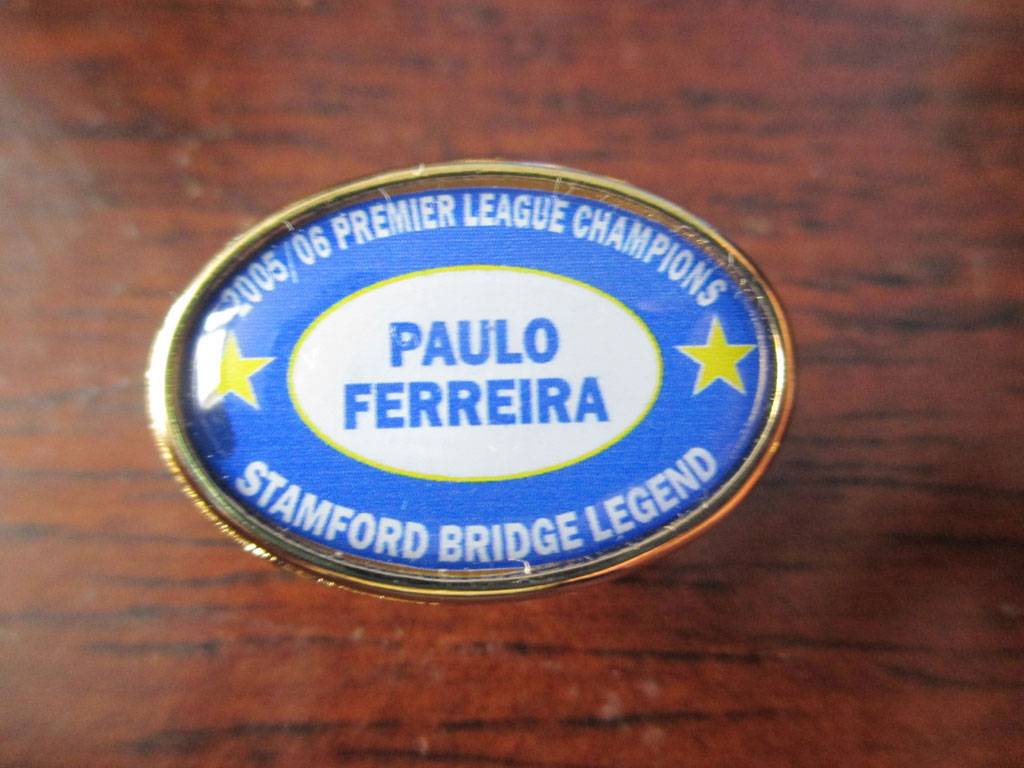 2005/06 PREMIER LEAGUE CHAMPIONS
PAULO
FERREIRA
STAMFORD BRIDGE LEGEND